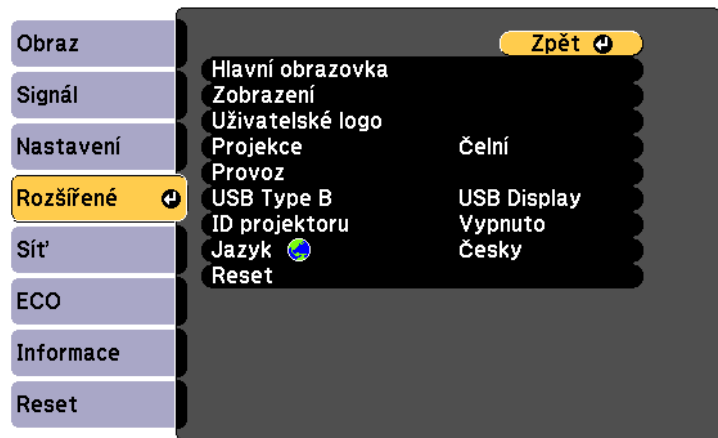 Obraz
Signál
Nastavení
Rozšířené
Síť
ECO
Informace
Reset
Zpět
Hlavní obrazovka
Zobrazení
Uživatelské logo
Projekce Čelní
Provoz
USB Type B USB Display
ID projektoru Vypnuto
Jazyk Česky
Reset